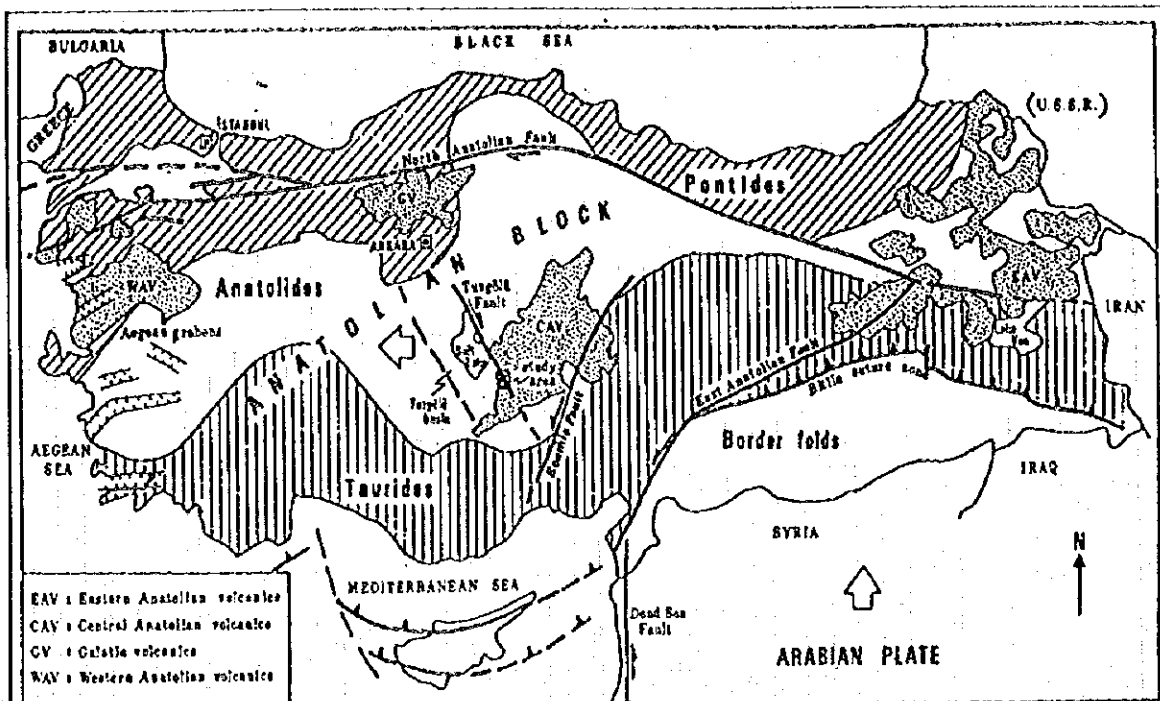 BULGARIA
BLACK SEA
GREECE
İSTANBUL
(U.S.S.R.)
North Anatolian Fault
Pontides
GV
ANKARA
BLOCK
ANATOLIAN
Anatolides
Tuzgölü
Fault
WAV
CAV
EAV
IRAN
Aegean grabens
study
area
East Anatolian Fault
Bitlis suture zone
Ecemiş Fault
Border folds
AEGEAN
SEA
Taurides
IRAQ
SYRIA
N
MEDITERRANEAN SEA
Dead Sea
Fault
ARABIAN PLATE
EAV : Eastern Anatolian volcanics
CAV : Central Anatolian volcanics
GV : Galatia volcanics
WAV : Western Anatolian volcanics